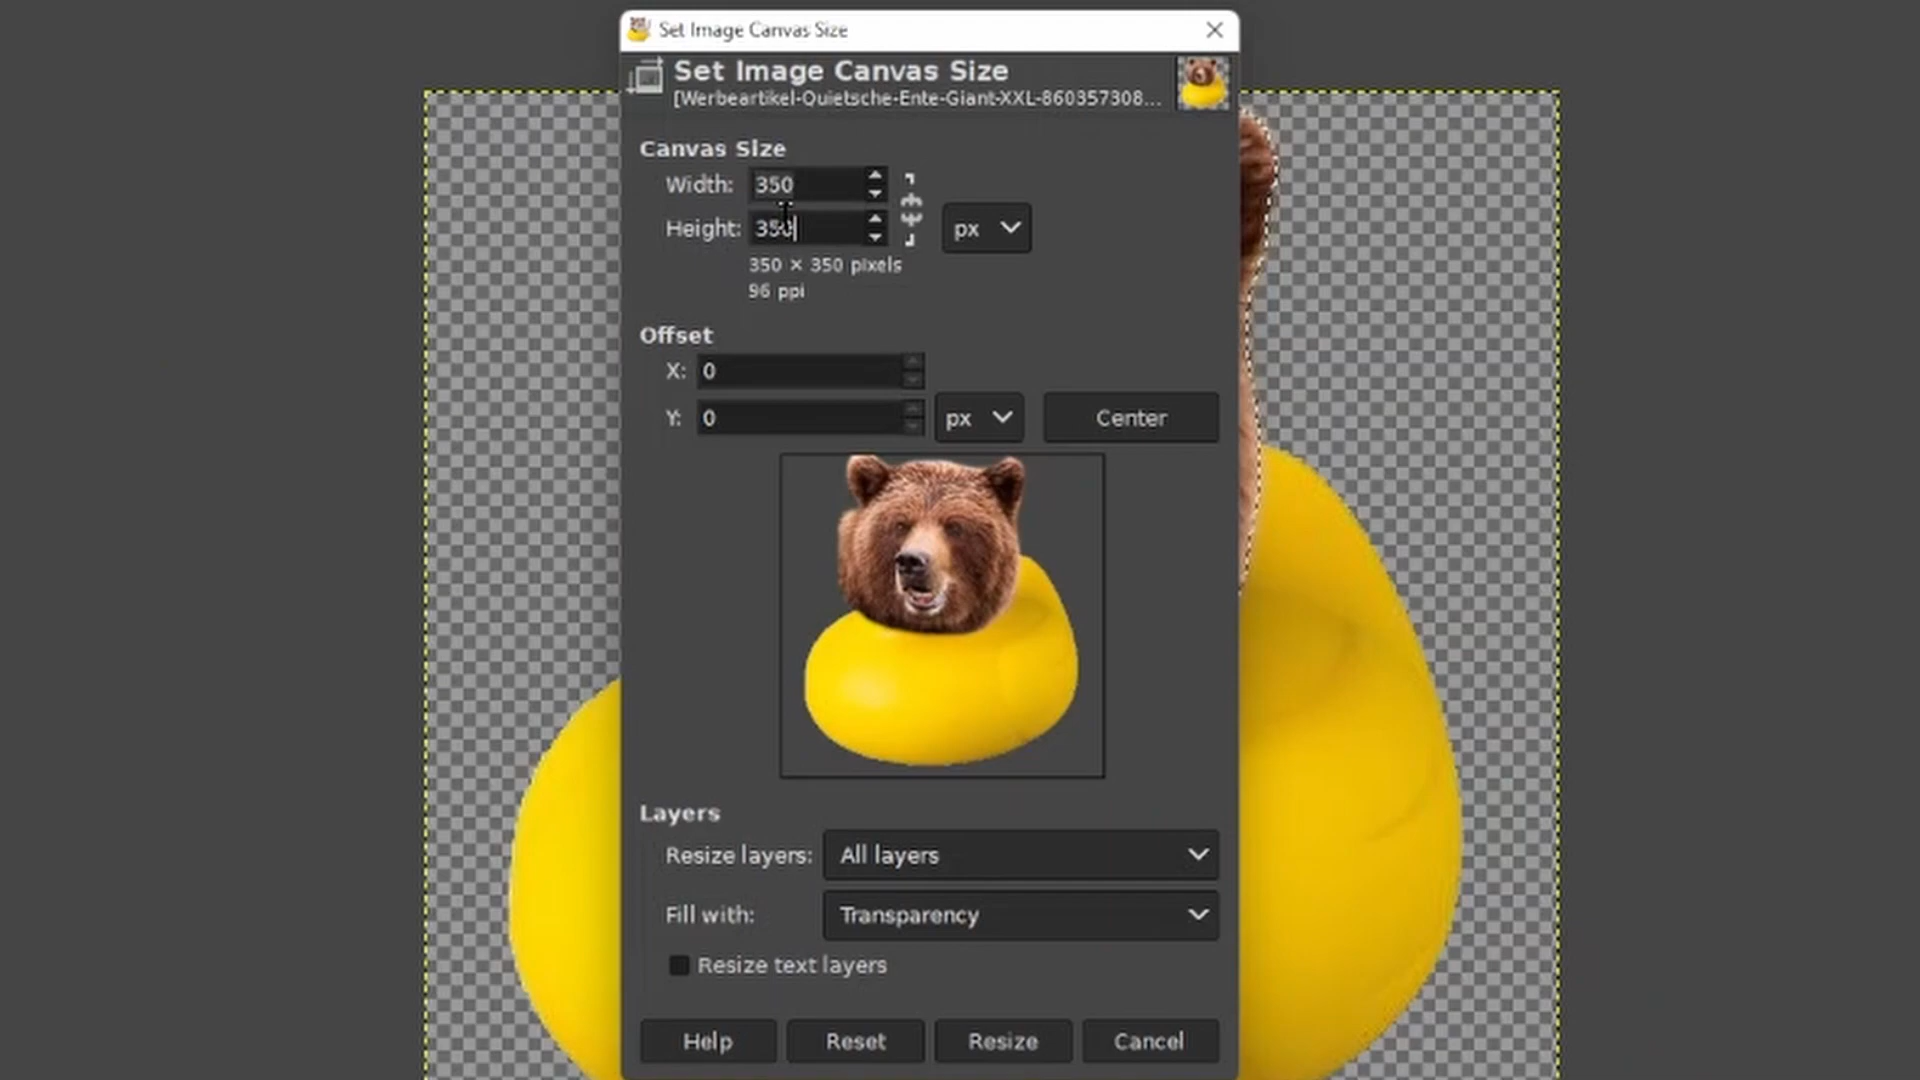 Set Image Canvas Size
Set Image Canvas Size
[Werbeartikel-Quietsche-Ente-Giant-XXL-860357308...
Canvas Size
Width: 350
Height: 350 px
350 × 350 pixels
96 ppi
Offset
X: 0
Y: 0 px Center
Layers
Resize layers: All layers
Fill with: Transparency
Resize text layers
Help Reset Resize Cancel